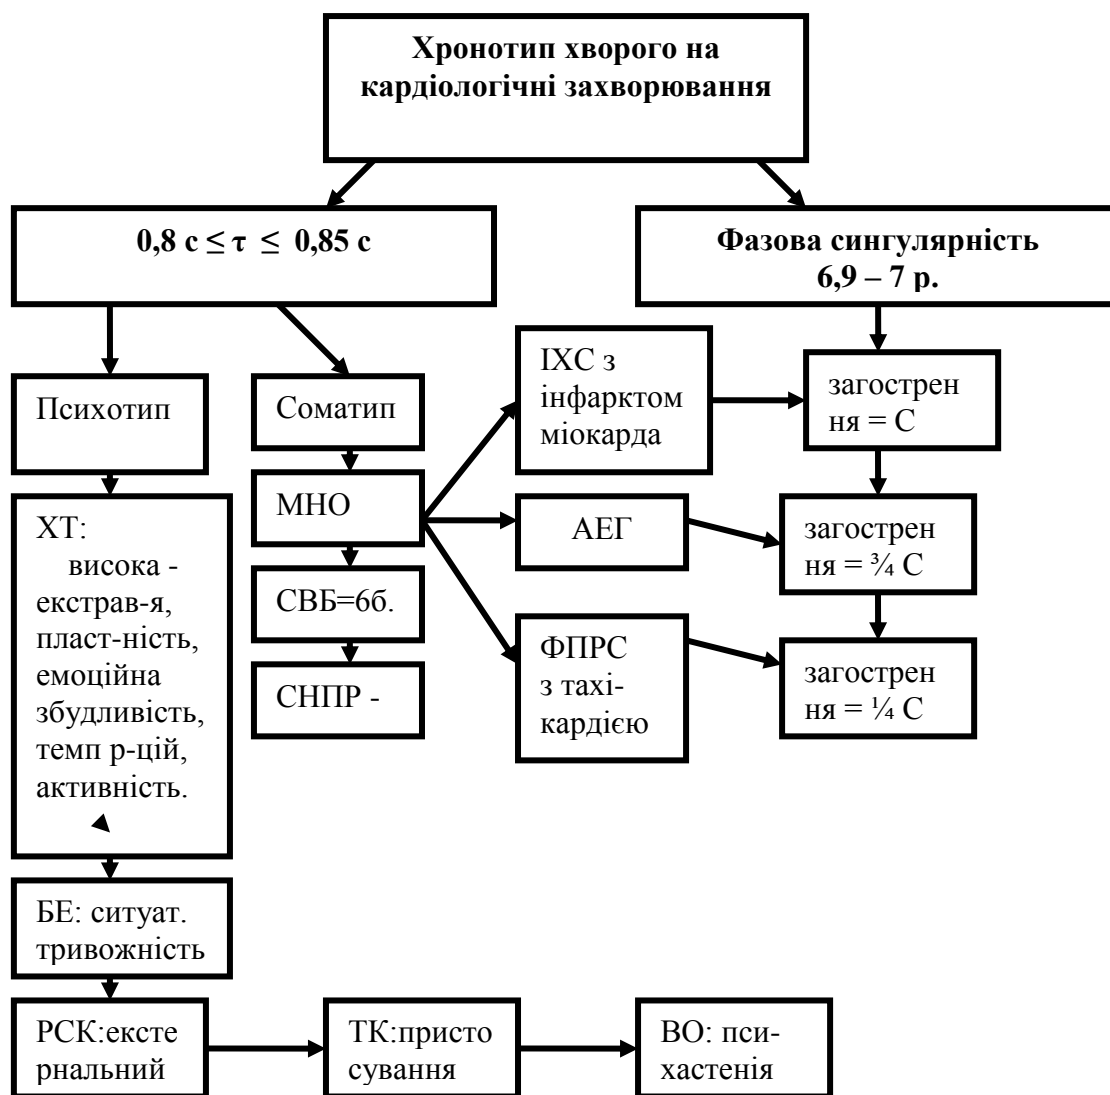 Хронотип хворого на
кардіологічні захворювання
0,8 с ≤ τ ≤ 0,85 с
Фазова сингулярність
6,9 – 7 р.
Психотип
Соматип
ІХС з
інфарктом
міокарда
загострен
ня = С
ХТ:
висока -
екстрав-я,
пласт-ність,
емоційна
збудливість,
темп р-цій,
активність.
МНО
АЕГ
загострен
ня = ¾ С
СВБ=6б.
СНПР -
ФПРС
з тахі-
кардією
загострен
ня = ¼ С
БЕ: ситуат.
тривожність
РСК:ексте
рнальний
ТК:присто
сування
ВО: пси-
хастенія